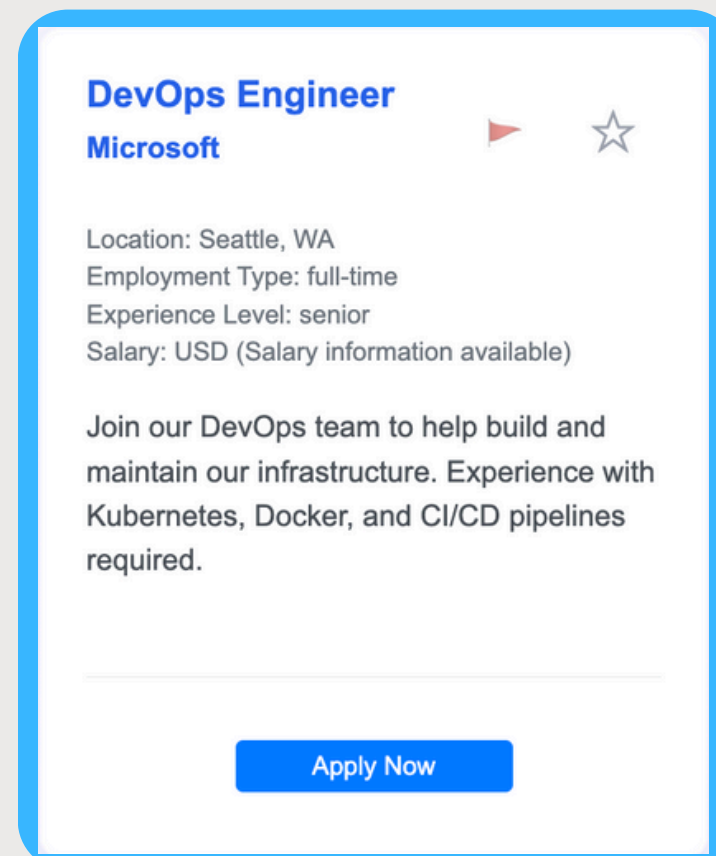 DevOps Engineer
Microsoft
Location: Seattle, WA
Employment Type: full-time
Experience Level: senior
Salary: USD (Salary information available)
Join our DevOps team to help build and
maintain our infrastructure. Experience with
Kubernetes, Docker, and CI/CD pipelines
required.
Apply Now